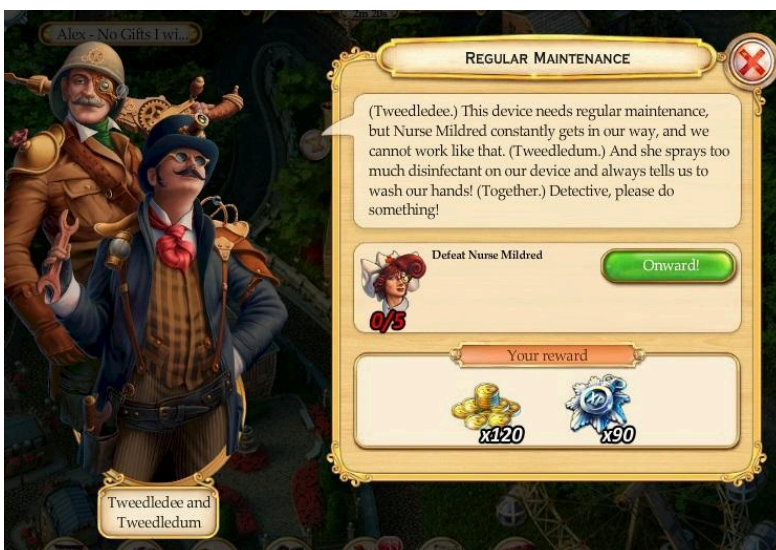 2m 20s
Alex - No Gifts I wi...
REGULAR MAINTENANCE
(Tweedledee.) This device needs regular maintenance,
but Nurse Mildred constantly gets in our way, and we
cannot work like that. (Tweedledum.) And she sprays too
much disinfectant on our device and always tells us to
wash our hands! (Together.) Detective, please do
something!
Defeat Nurse Mildred
Onward!
0/5
Your reward
XP
x120
x90
Tweedledee and
Tweedledum